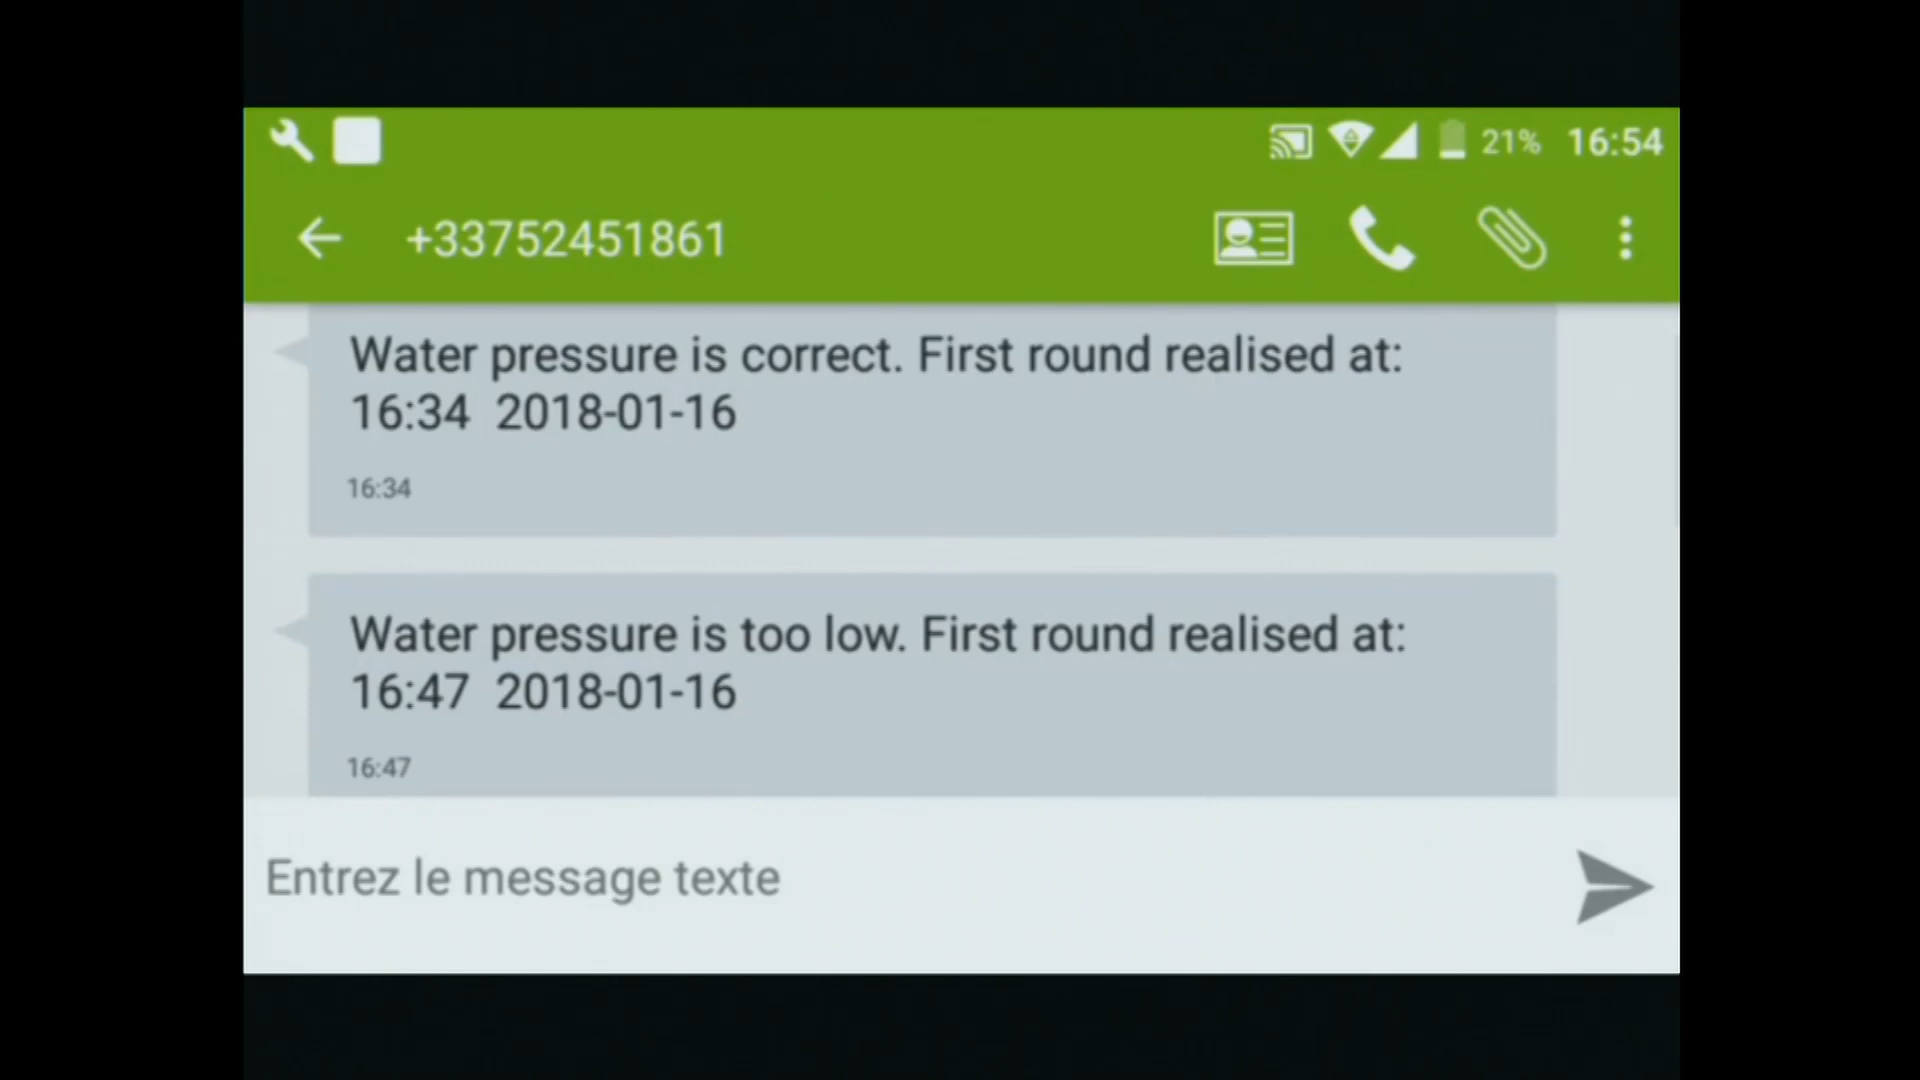 21% 16:54
+33752451861
Water pressure is correct. First round realised at:
16:34 2018-01-16
16:34
Water pressure is too low. First round realised at:
16:47 2018-01-16
16:47
Entrez le message texte